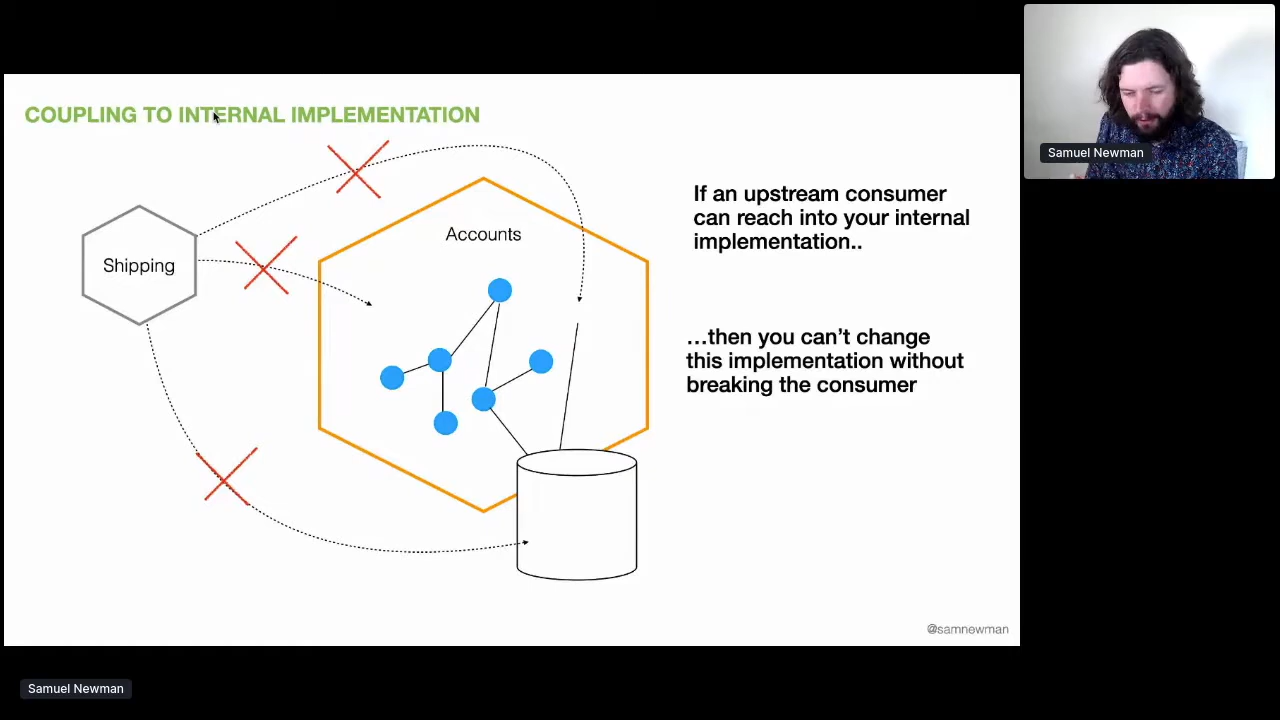 COUPLING TO INTERNAL IMPLEMENTATION
Shipping
Accounts
If an upstream consumer
can reach into your internal
implementation..
…then you can’t change
this implementation without
breaking the consumer
@samnewman
Samuel Newman
Samuel Newman